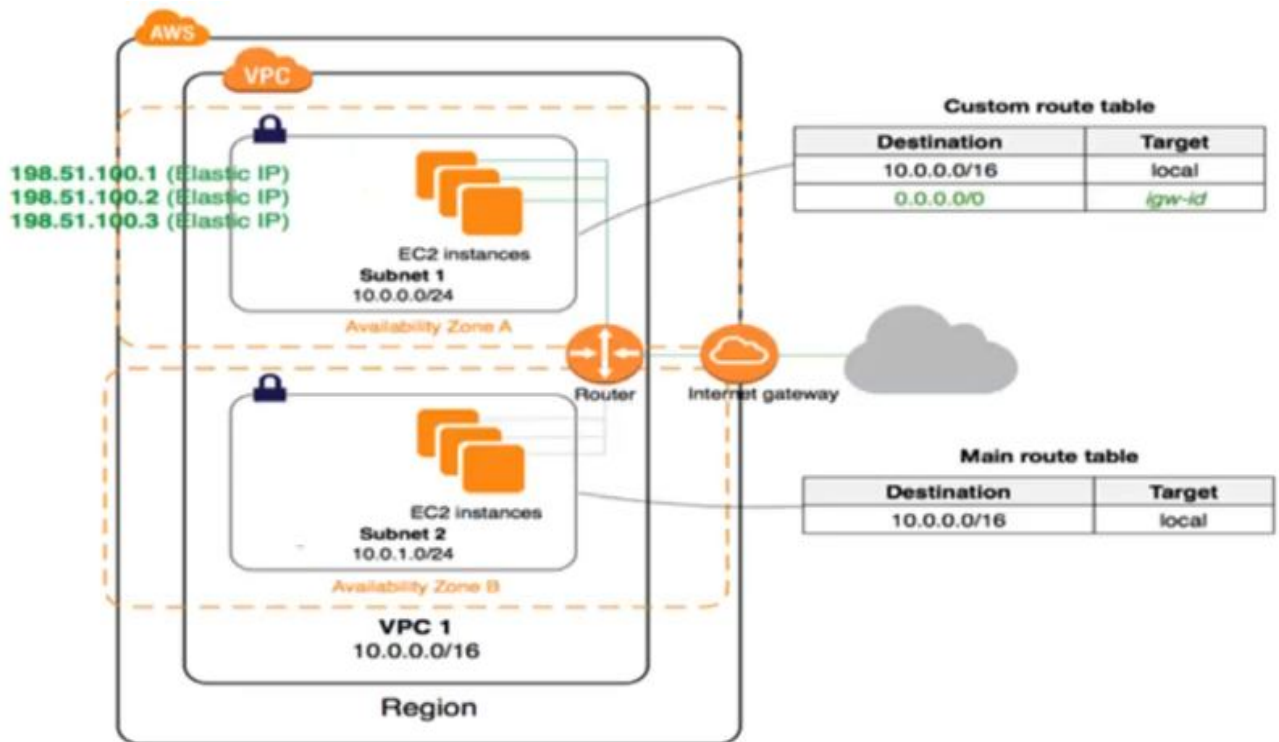 AWS
VPC
198.51.100.1 (Elastic IP)
198.51.100.2 (Elastic IP)
198.51.100.3 (Elastic IP)
EC2 instances
Subnet 1
10.0.0.0/24
Availability Zone A
Router
Internet gateway
EC2 instances
Subnet 2
10.0.1.0/24
Availability Zone B
VPC 1
10.0.0.0/16
Region
Custom route table
Destination Target
10.0.0.0/16 local
0.0.0.0/0 igw-id
Main route table
Destination Target
10.0.0.0/16 local